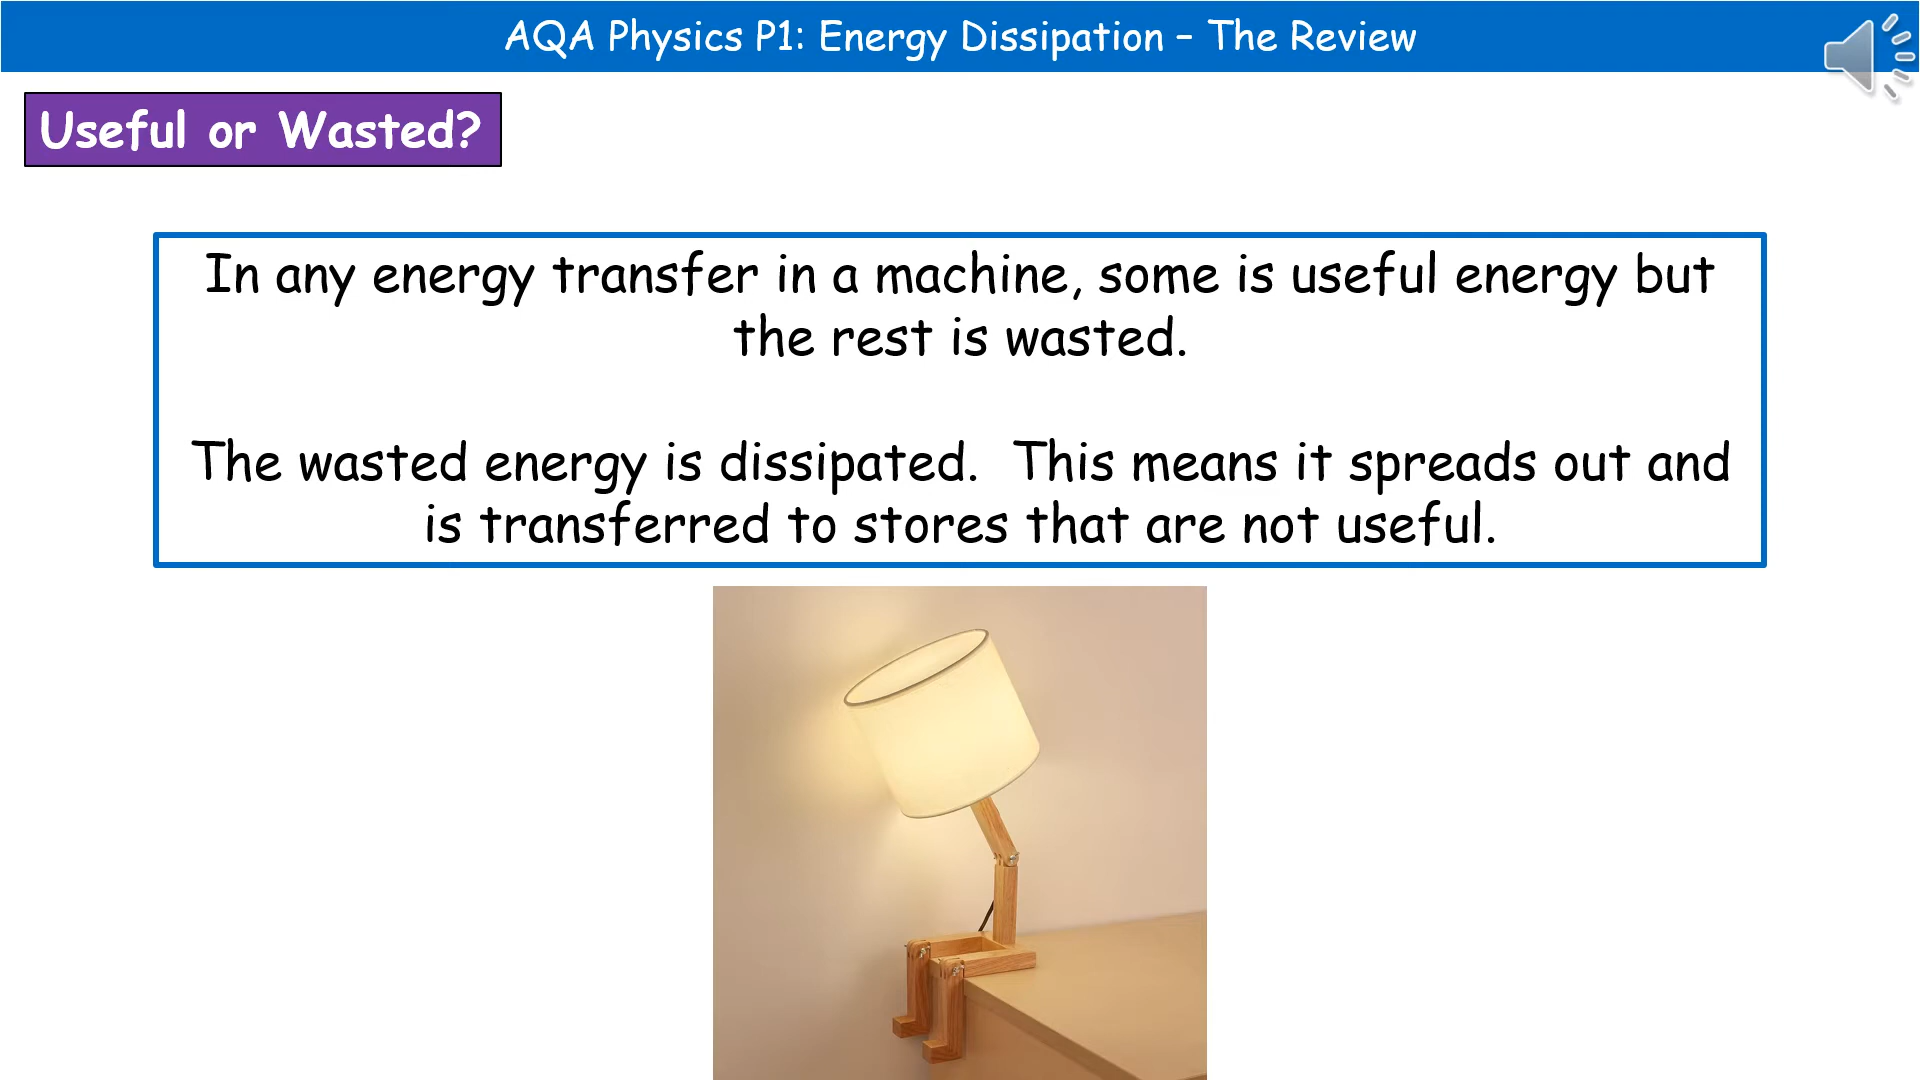 AQA Physics P1: Energy Dissipation – The Review
Useful or Wasted?
In any energy transfer in a machine, some is useful energy but
the rest is wasted.
The wasted energy is dissipated.  This means it spreads out and
is transferred to stores that are not useful.